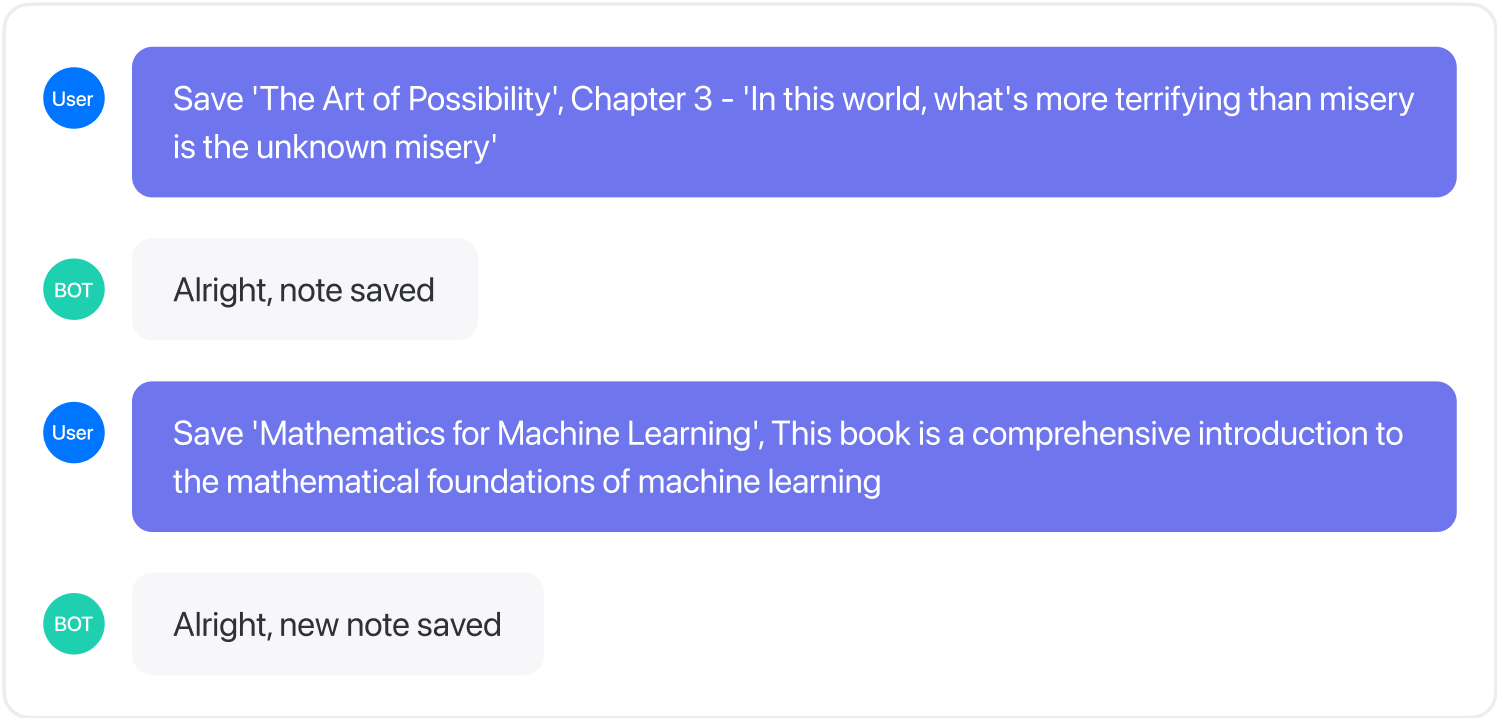 User
Save 'The Art of Possibility', Chapter 3 - 'In this world, what's more terrifying than misery
is the unknown misery'
BOT
Alright, note saved
User
Save 'Mathematics for Machine Learning', This book is a comprehensive introduction to
the mathematical foundations of machine learning
BOT
Alright, new note saved